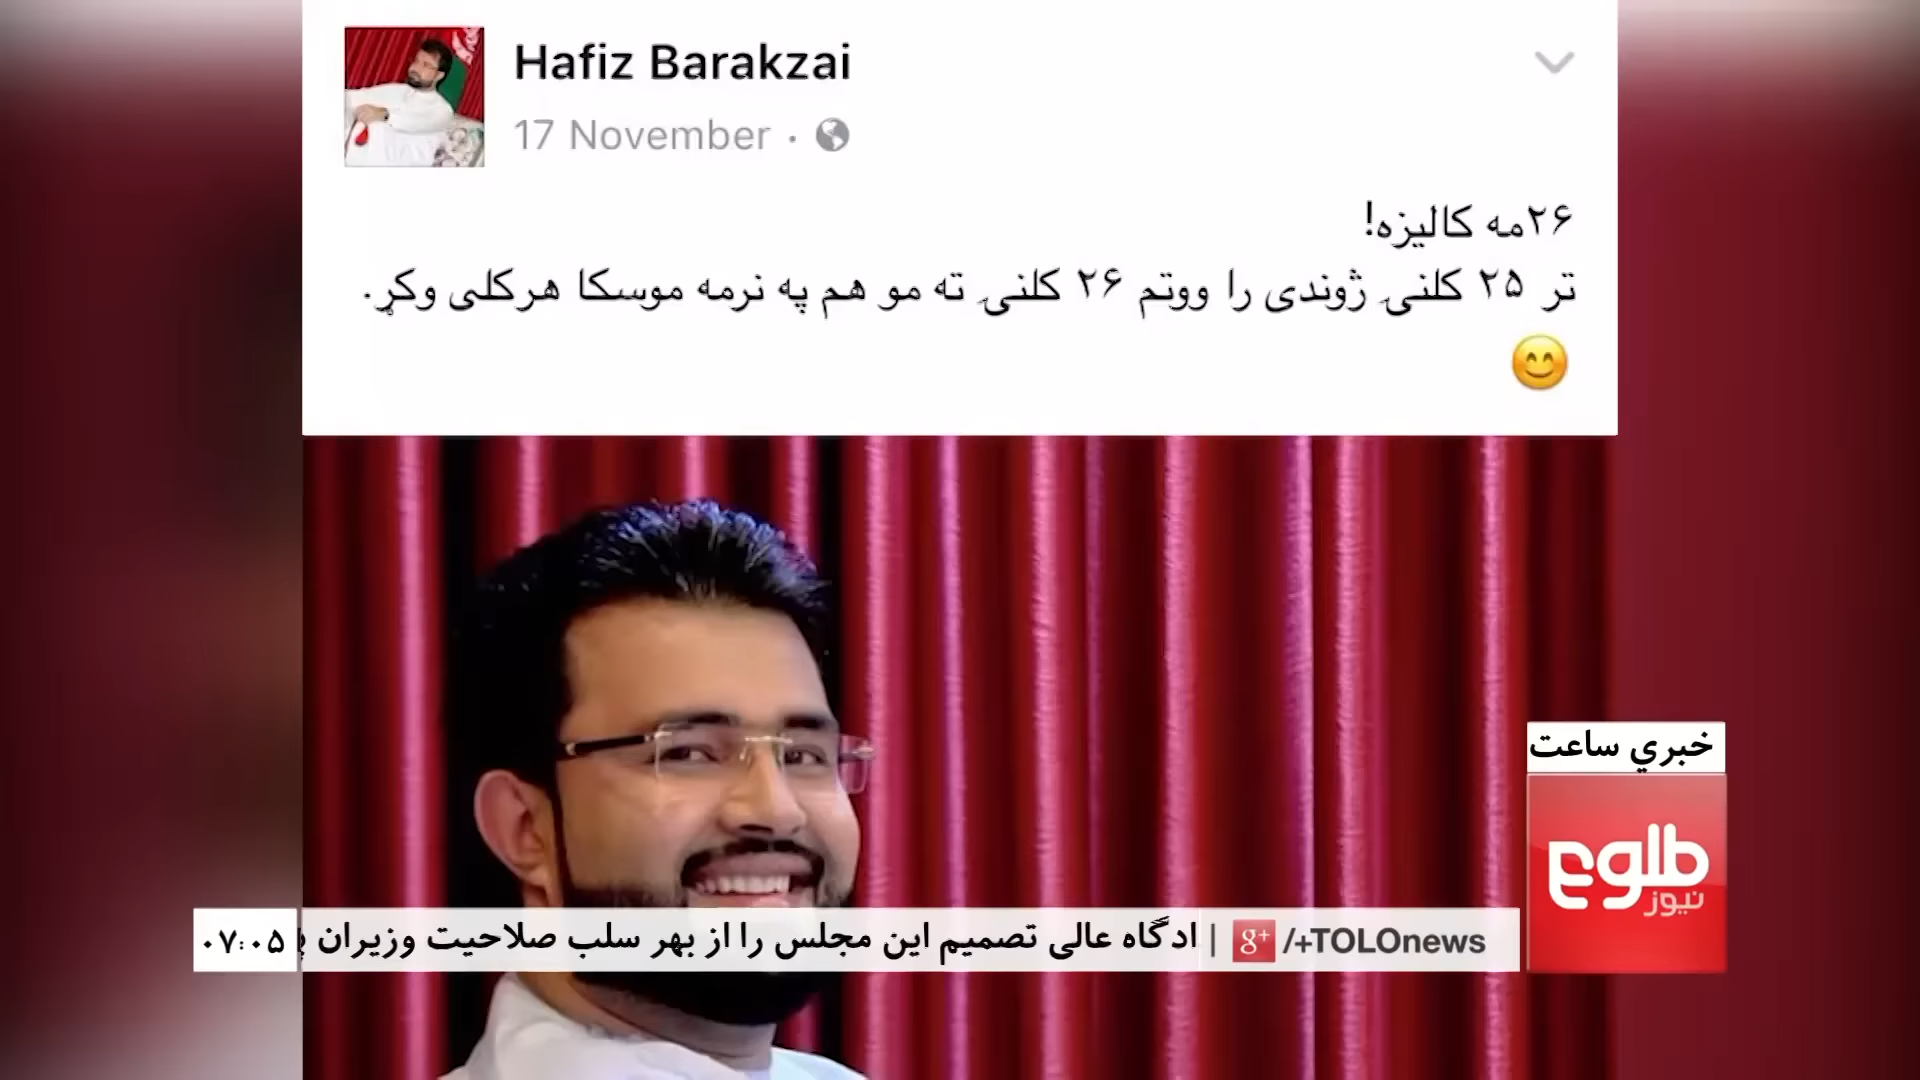 Hafiz Barakzai
17 November ·
۲۶مه کالیزه!
تر ۲۵ کلنۍ ژوندی را ووتم ۲۶ کلنۍ ته مو هم په نرمه موسکا هرکلی وکړ.
خبري ساعت
طلوع
نیوز
۰۷:۰۵
ادگاه عالی تصمیم این مجلس را از بهر سلب صلاحیت وزیران | g+ /+TOLOnews